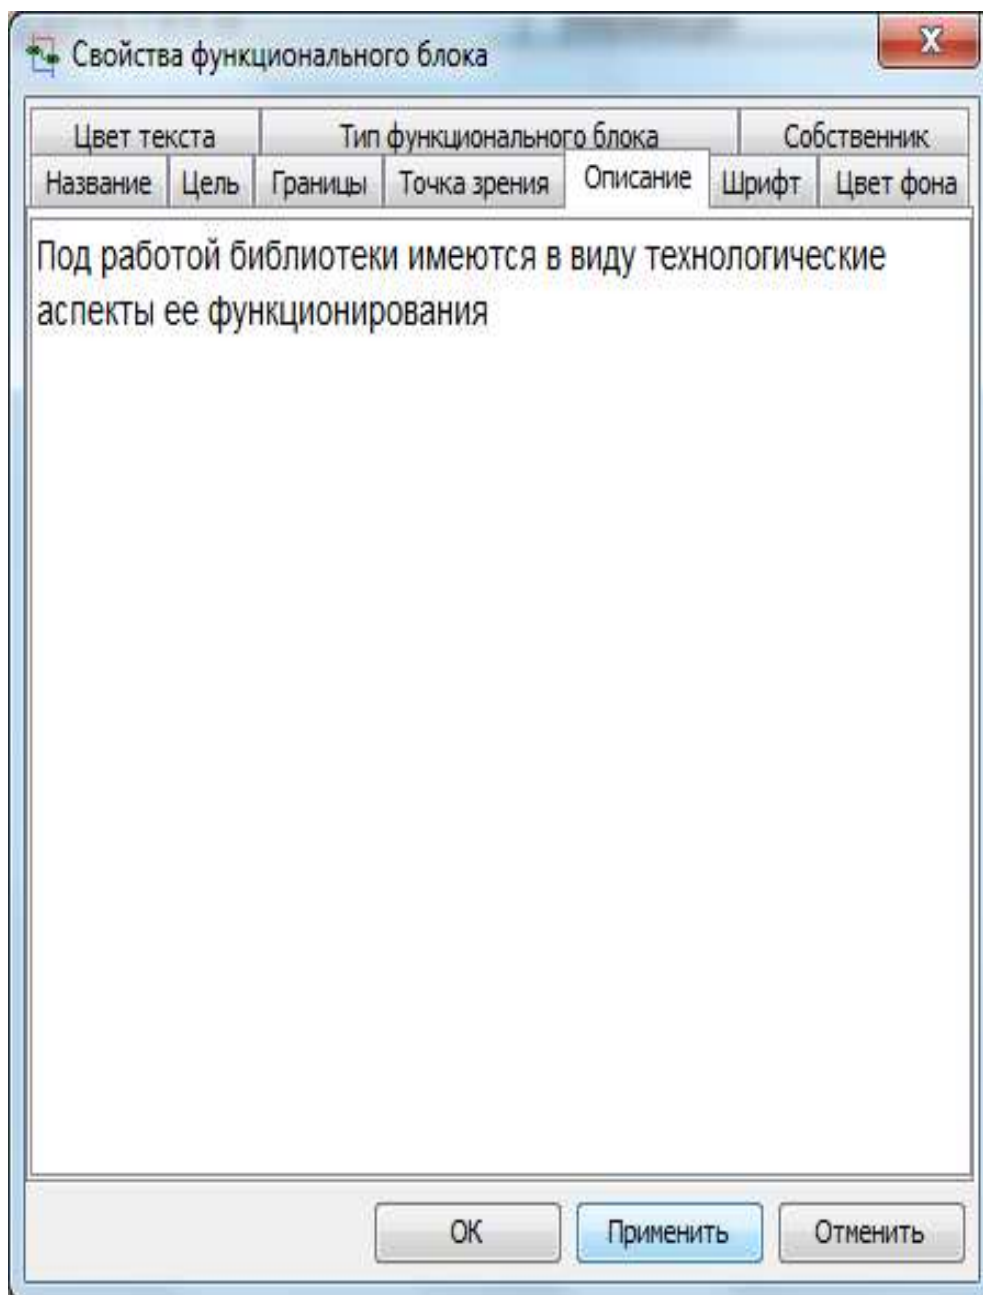 Свойства функционального блока
X
Цвет текста Тип функционального блока Собственник
Название Цель Границы Точка зрения Описание Шрифт Цвет фона
Под работой библиотеки имеются в виду технологические
аспекты ее функционирования
ОК Применить Отменить